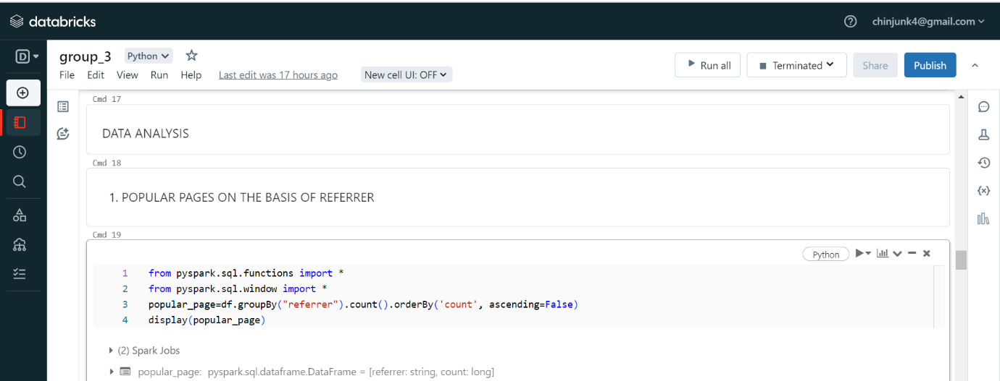 databricks
chinjunk4@gmail.com
D
group_3 Python
File Edit View Run Help Last edit was 17 hours ago New cell UI: OFF
Run all Terminated Share Publish
Cmd 17
DATA ANALYSIS
Cmd 18
1. POPULAR PAGES ON THE BASIS OF REFERRER
Cmd 19
Python
1 from pyspark.sql.functions import *
2 from pyspark.sql.window import *
3 popular_page=df.groupBy("referrer").count().orderBy('count', ascending=False)
4 display(popular_page)
(2) Spark Jobs
popular_page: pyspark.sql.dataframe.DataFrame = [referrer: string, count: long]